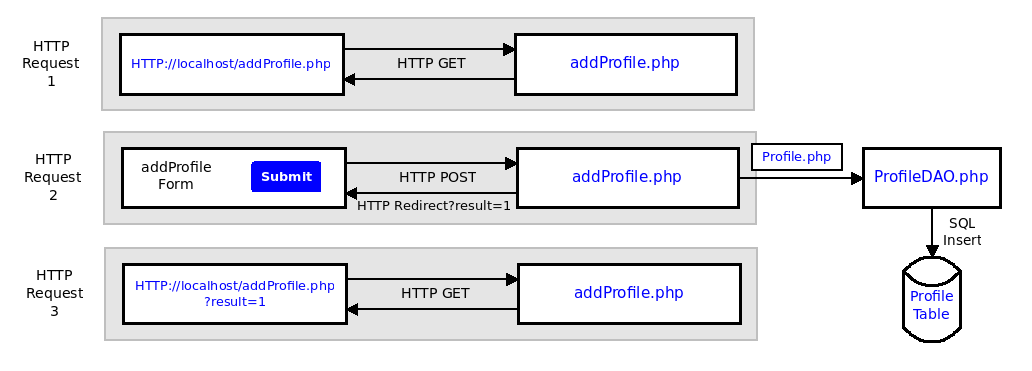 HTTP
Request
1
HTTP://localhost/addProfile.php
HTTP GET
addProfile.php
HTTP
Request
2
addProfile
Form
Submit
HTTP POST
HTTP Redirect?result=1
addProfile.php
Profile.php
ProfileDAO.php
SQL
Insert
Profile
Table
HTTP
Request
3
HTTP://localhost/addProfile.php
?result=1
HTTP GET
addProfile.php